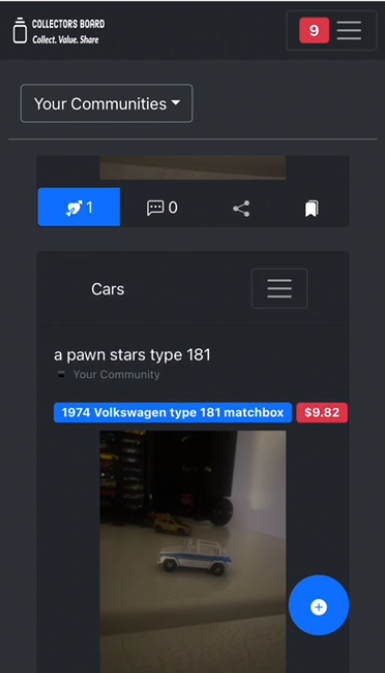 COLLECTORS BOARD
Collect. Value. Share
9
Your Communities
1
0
Cars
a pawn stars type 181
Your Community
1974 Volkswagen type 181 matchbox
$9.82